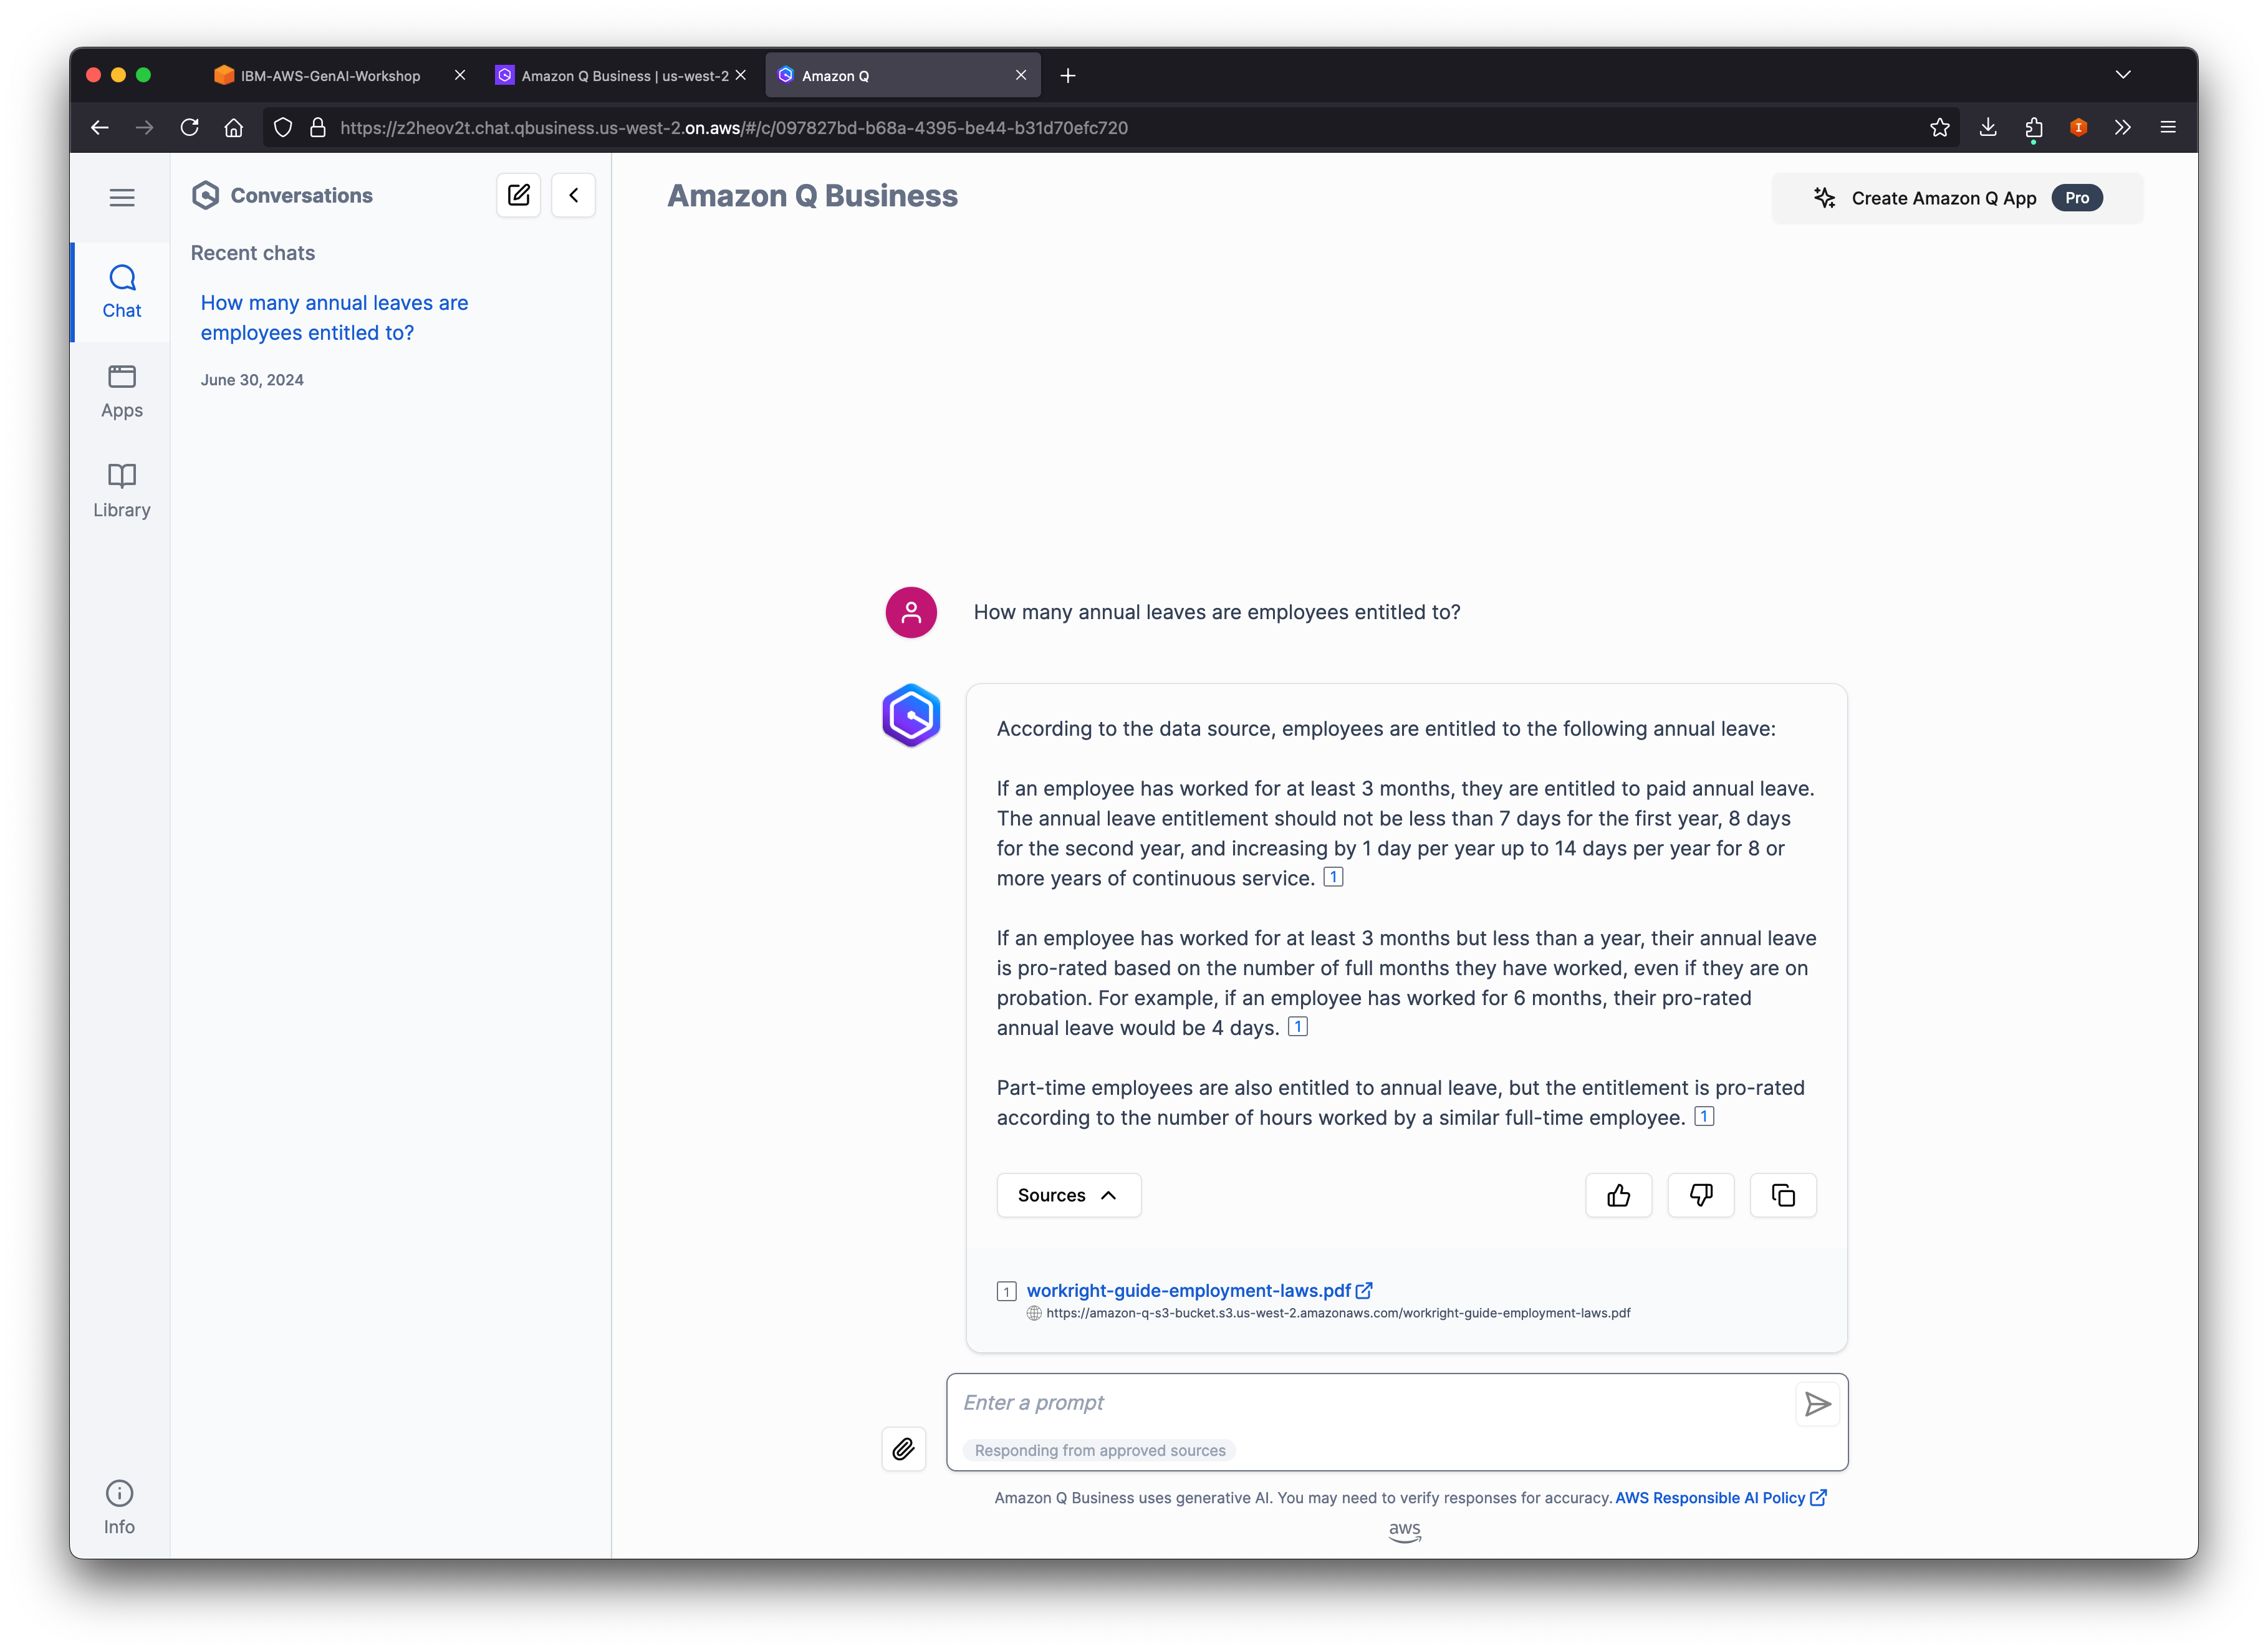 IBM-AWS-GenAI-Workshop
Amazon Q Business | us-west-2
Amazon Q
https://z2heov2t.chat.qbusiness.us-west-2.on.aws/#/c/097827bd-b68a-4395-be44-b31d70efc720
Conversations
Recent chats
How many annual leaves are
employees entitled to?
June 30, 2024
Chat
Apps
Library
Info
Amazon Q Business
Create Amazon Q App Pro
How many annual leaves are employees entitled to?
According to the data source, employees are entitled to the following annual leave:
If an employee has worked for at least 3 months, they are entitled to paid annual leave.
The annual leave entitlement should not be less than 7 days for the first year, 8 days
for the second year, and increasing by 1 day per year up to 14 days per year for 8 or
more years of continuous service. 1
If an employee has worked for at least 3 months but less than a year, their annual leave
is pro-rated based on the number of full months they have worked, even if they are on
probation. For example, if an employee has worked for 6 months, their pro-rated
annual leave would be 4 days. 1
Part-time employees are also entitled to annual leave, but the entitlement is pro-rated
according to the number of hours worked by a similar full-time employee. 1
Sources
1 workright-guide-employment-laws.pdf
https://amazon-q-s3-bucket.s3.us-west-2.amazonaws.com/workright-guide-employment-laws.pdf
Enter a prompt
Responding from approved sources
Amazon Q Business uses generative AI. You may need to verify responses for accuracy. AWS Responsible AI Policy
aws